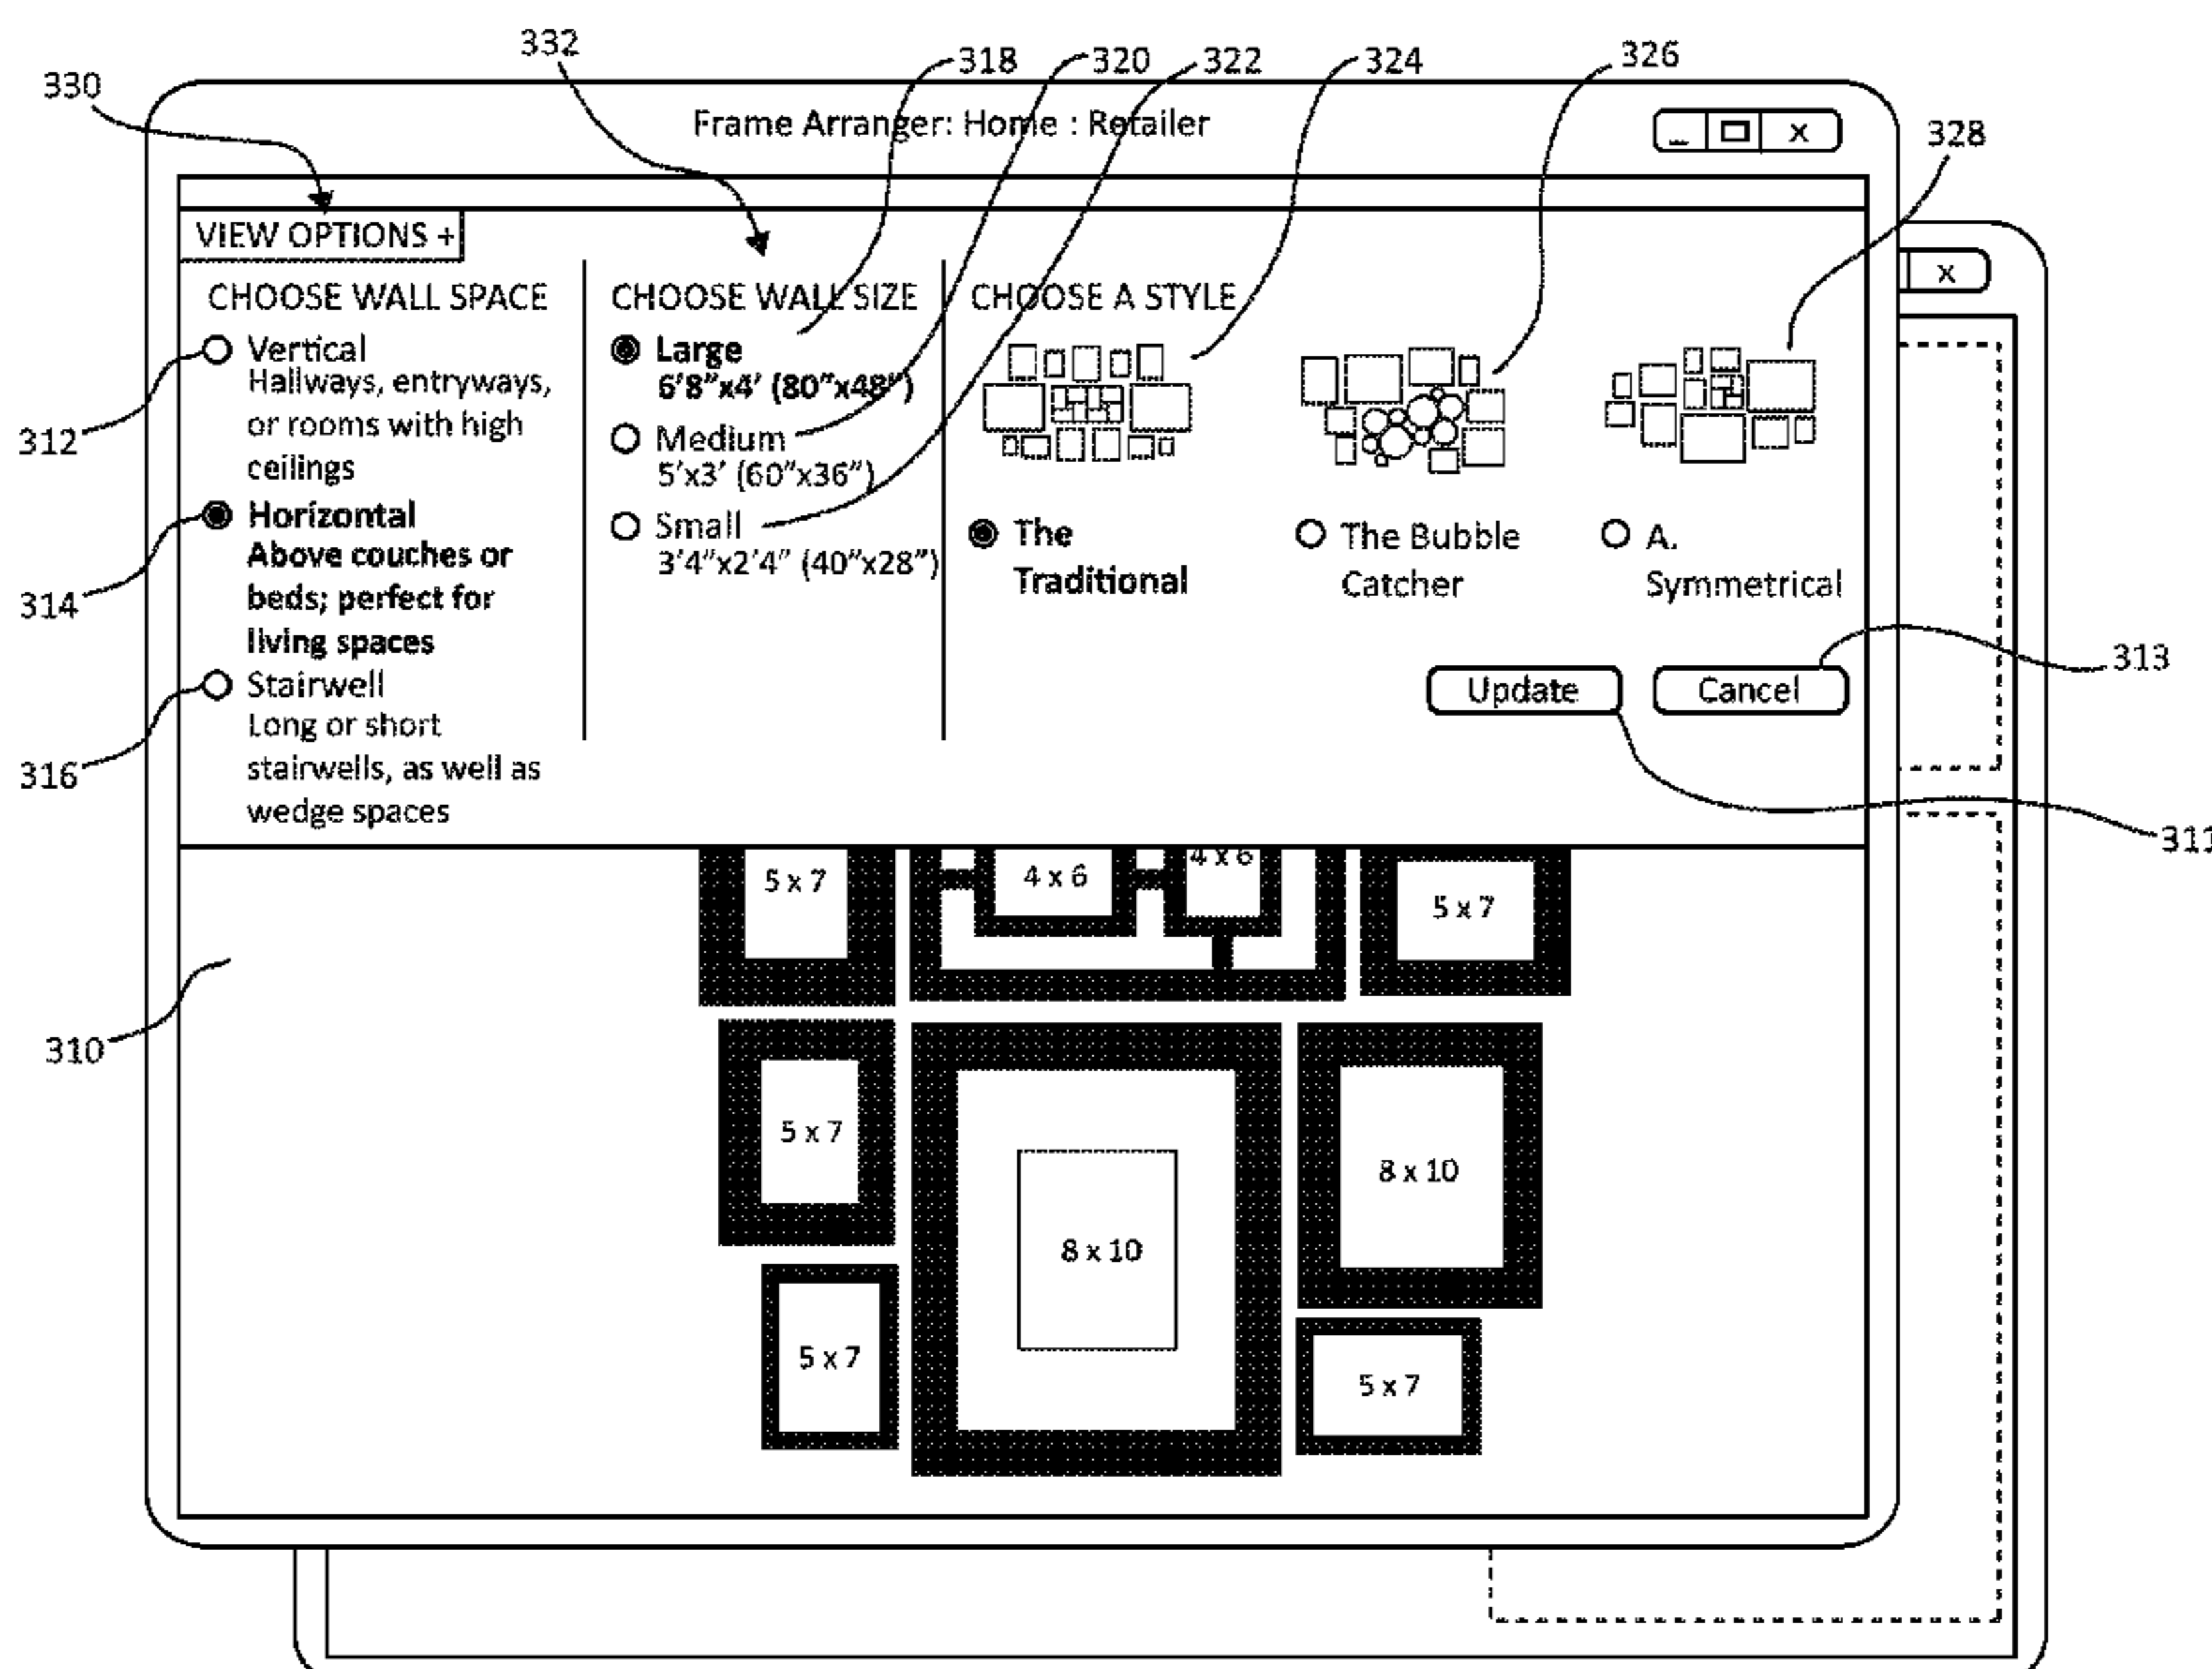 332
318
320
322
324
326
330
Frame Arranger: Home : Retailer
X
328
VIEW OPTIONS +
X
CHOOSE WALL SPACE
CHOOSE WALL SIZE
CHOOSE A STYLE
Vertical
Hallways, entryways,
or rooms with high
ceilings
312
Horizontal
Above couches or
beds; perfect for
living spaces
314
Stairwell
Long or short
stairwells, as well as
wedge spaces
316
Large
6'8"x4' (80"x48")
Medium
5'x3' (60"x36")
Small
3'4"x2'4" (40"x28")
The
Traditional
The Bubble
Catcher
A.
Symmetrical
Update
Cancel
313
311
5 x 7
4 x 6
4 x 6
5 x 7
310
5 x 7
8 x 10
8 x 10
5 x 7
5 x 7